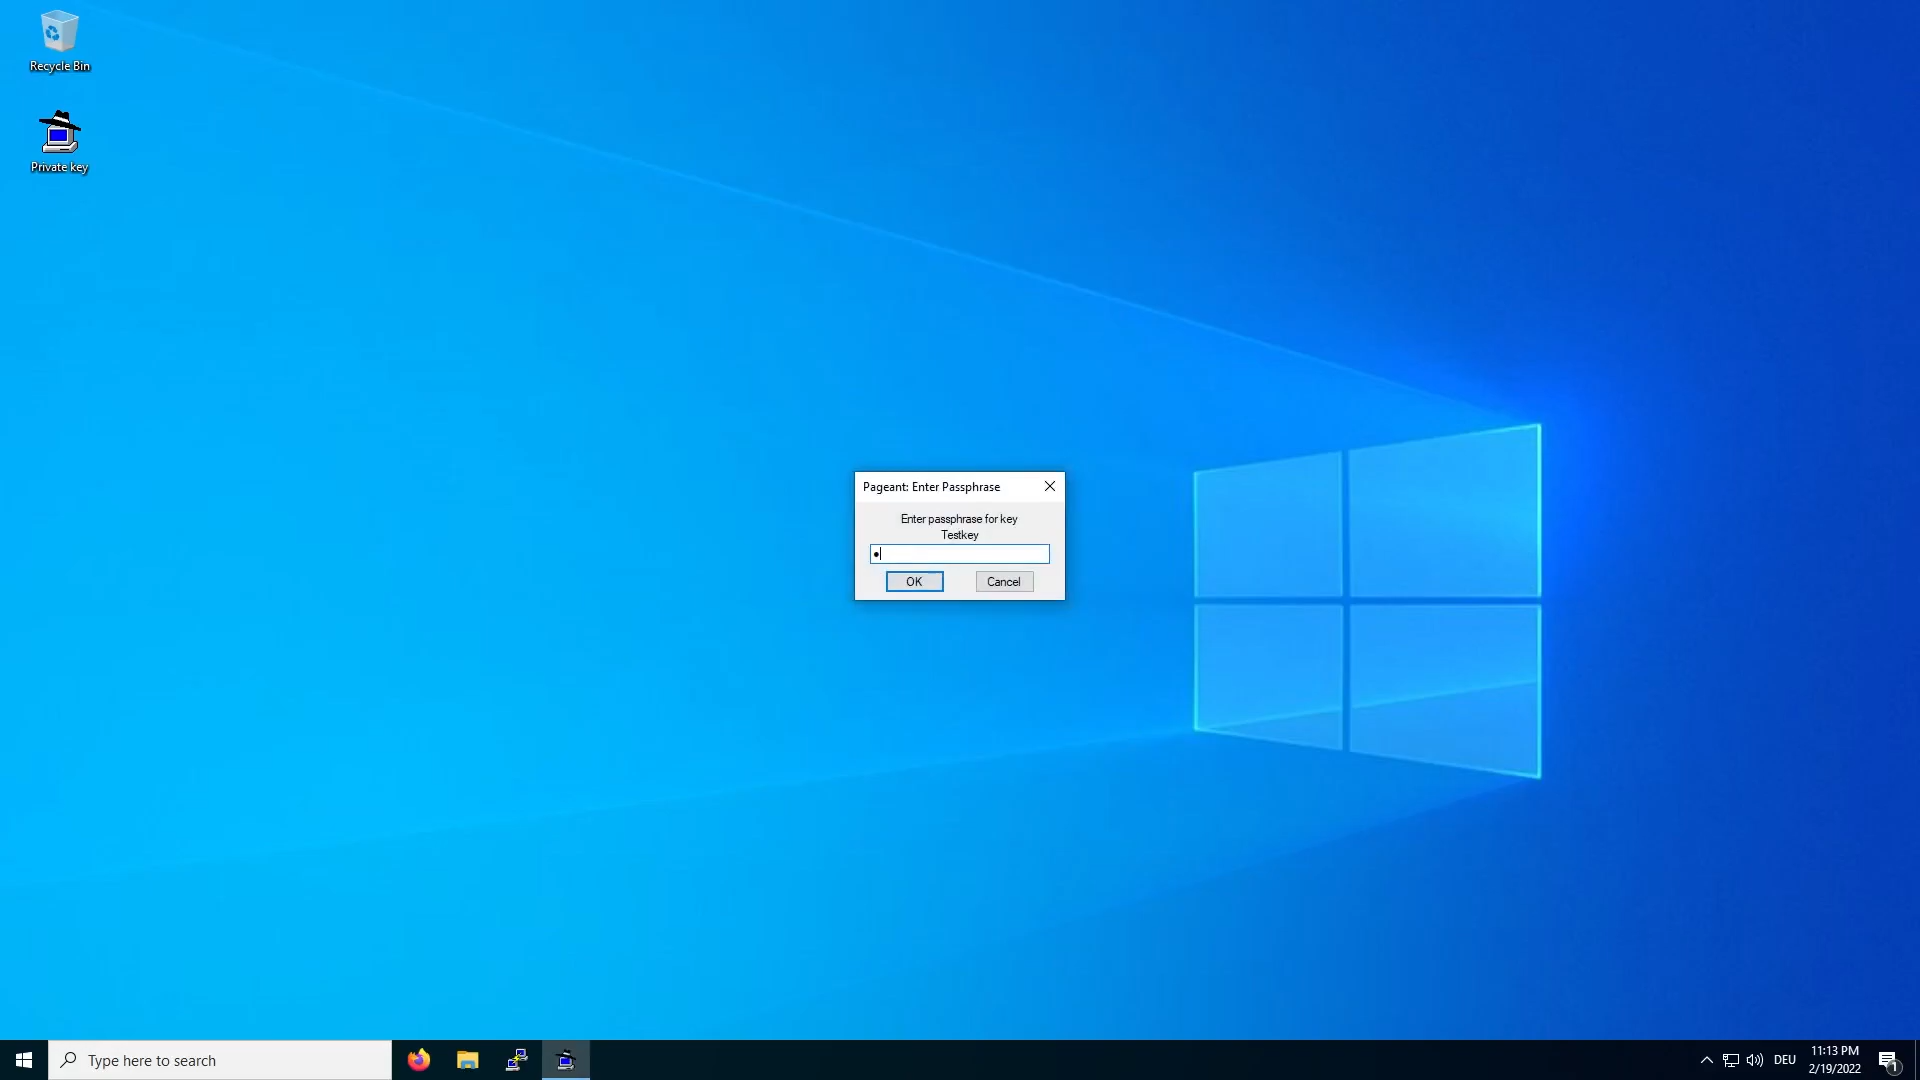 Recycle Bin
Private key
Pageant: Enter Passphrase
Enter passphrase for key
Testkey
OK
Cancel
Type here to search
DEU
11:13 PM
2/19/2022
1